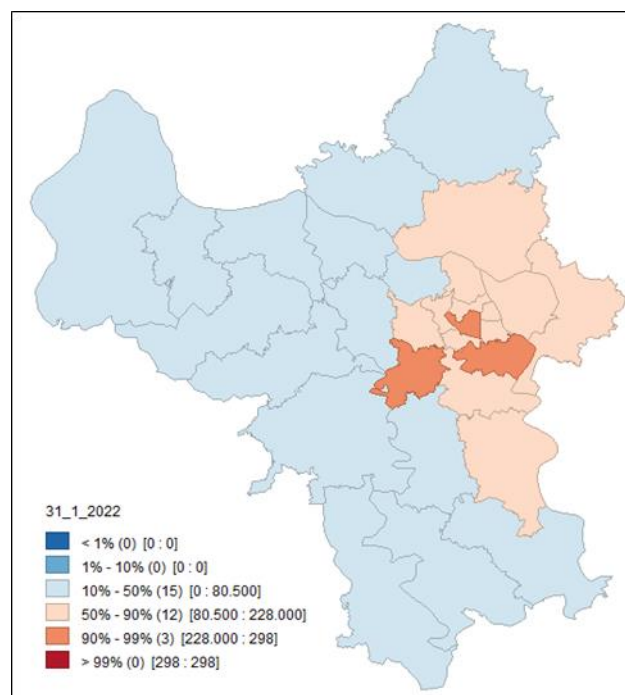 31_1_2022
< 1% (0) [0 : 0]
1% - 10% (0) [0 : 0]
10% - 50% (15) [0 : 80.500]
50% - 90% (12) [80.500 : 228.000]
90% - 99% (3) [228.000 : 298]
> 99% (0) [298 : 298]